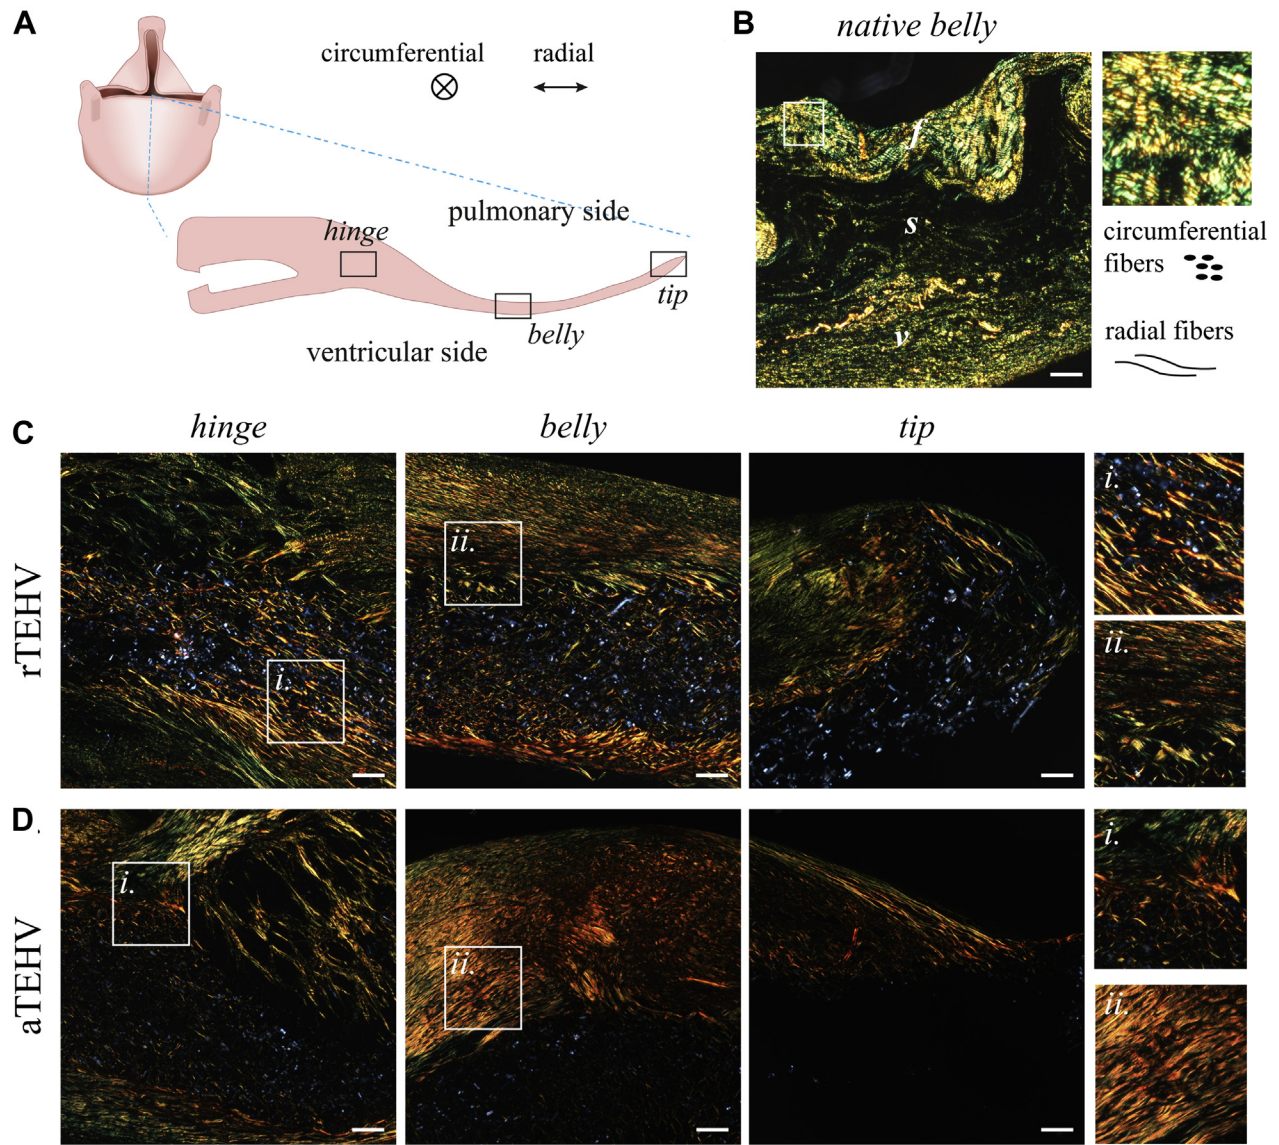 A
circumferential
radial
pulmonary side
hinge
tip
belly
ventricular side
B
native belly
f
s
v
circumferential
fibers
radial fibers
C
hinge
belly
tip
rTEHV
i.
ii.
i.
ii.
D
aTEHV
i.
ii.
i.
ii.